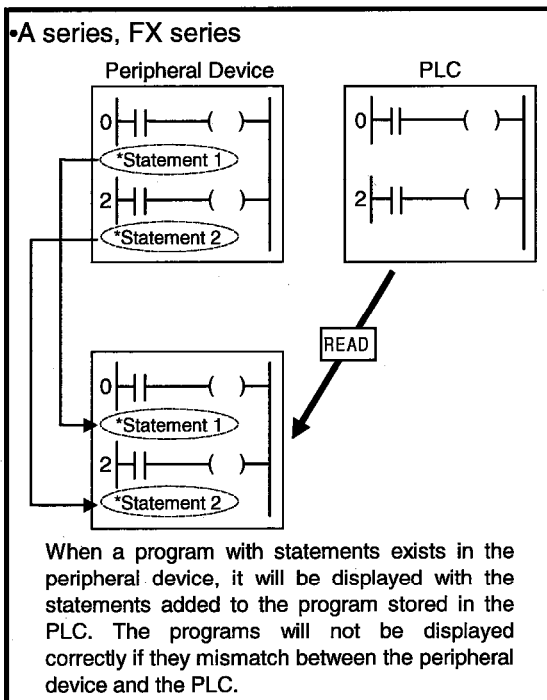 •A series, FX series
Peripheral Device
PLC
0
*Statement 1
2
*Statement 2
0
2
READ
0
*Statement 1
2
*Statement 2
When a program with statements exists in the
peripheral device, it will be displayed with the
statements added to the program stored in the
PLC. The programs will not be displayed
correctly if they mismatch between the peripheral
device and the PLC.